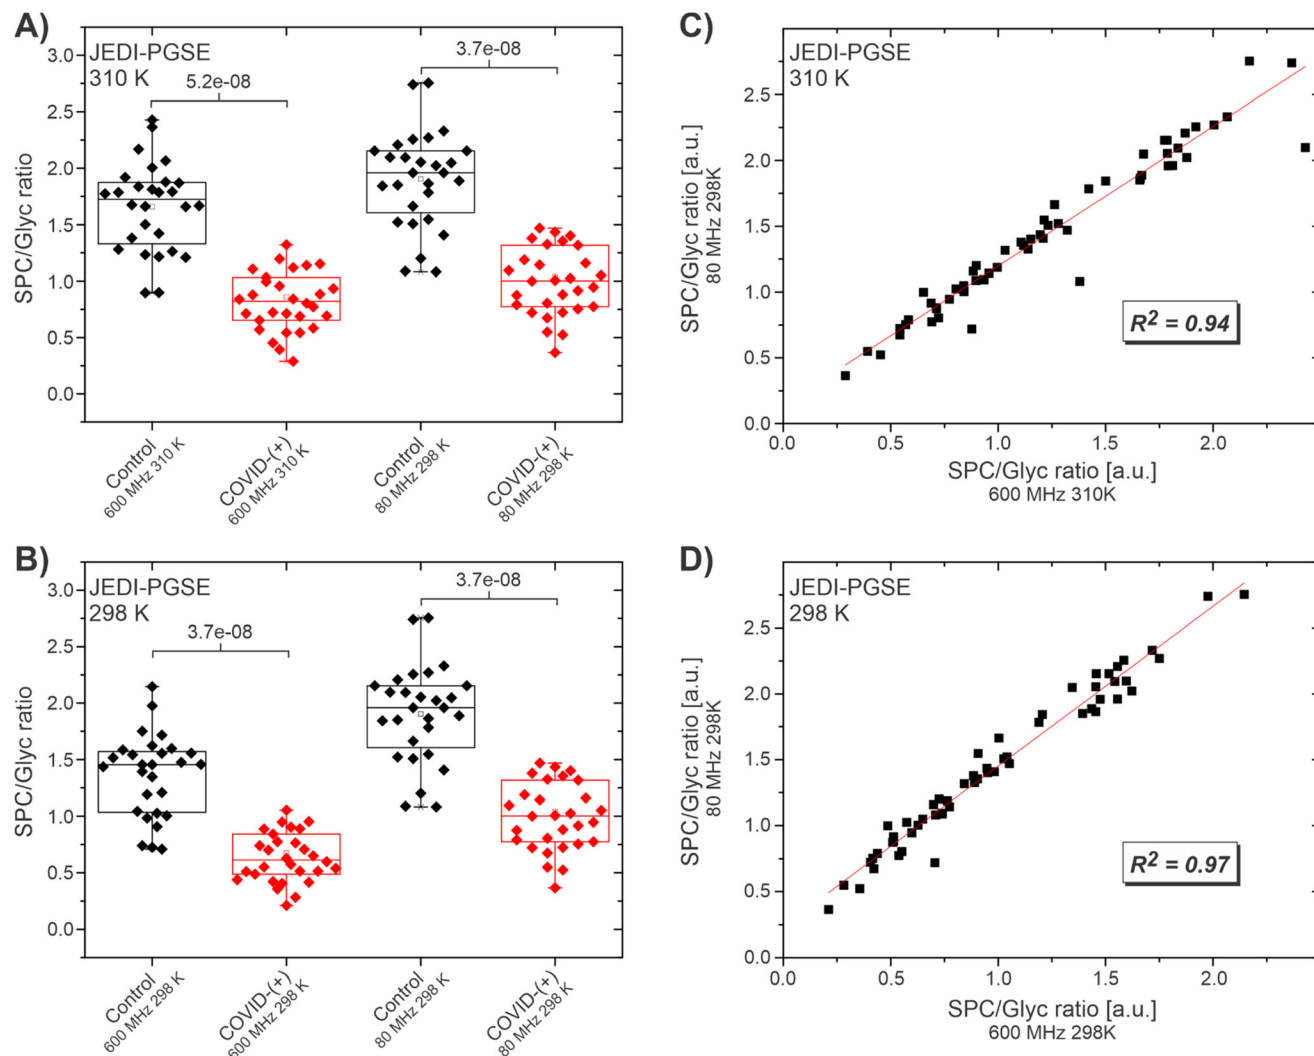 A)
JEDI-PGSE
310 K
5.2e-08
3.7e-08
SPC/Glyc ratio
3.0
2.5
2.0
1.5
1.0
0.5
0.0
Control
600 MHz 310 K
COVID-(+)
600 MHz 310 K
Control
80 MHz 298 K
COVID-(+)
80 MHz 298 K
C)
JEDI-PGSE
310 K
SPC/Glyc ratio [a.u.]
80 MHz 298K
2.5
2.0
1.5
1.0
0.5
0.0
R² = 0.94
0.0 0.5 1.0 1.5 2.0
SPC/Glyc ratio [a.u.]
600 MHz 310K
B)
JEDI-PGSE
298 K
3.7e-08
3.7e-08
SPC/Glyc ratio
3.0
2.5
2.0
1.5
1.0
0.5
0.0
Control
600 MHz 298 K
COVID-(+)
600 MHz 298 K
Control
80 MHz 298 K
COVID-(+)
80 MHz 298 K
D)
JEDI-PGSE
298 K
SPC/Glyc ratio [a.u.]
80 MHz 298K
2.5
2.0
1.5
1.0
0.5
0.0
R² = 0.97
0.0 0.5 1.0 1.5 2.0
SPC/Glyc ratio [a.u.]
600 MHz 298K